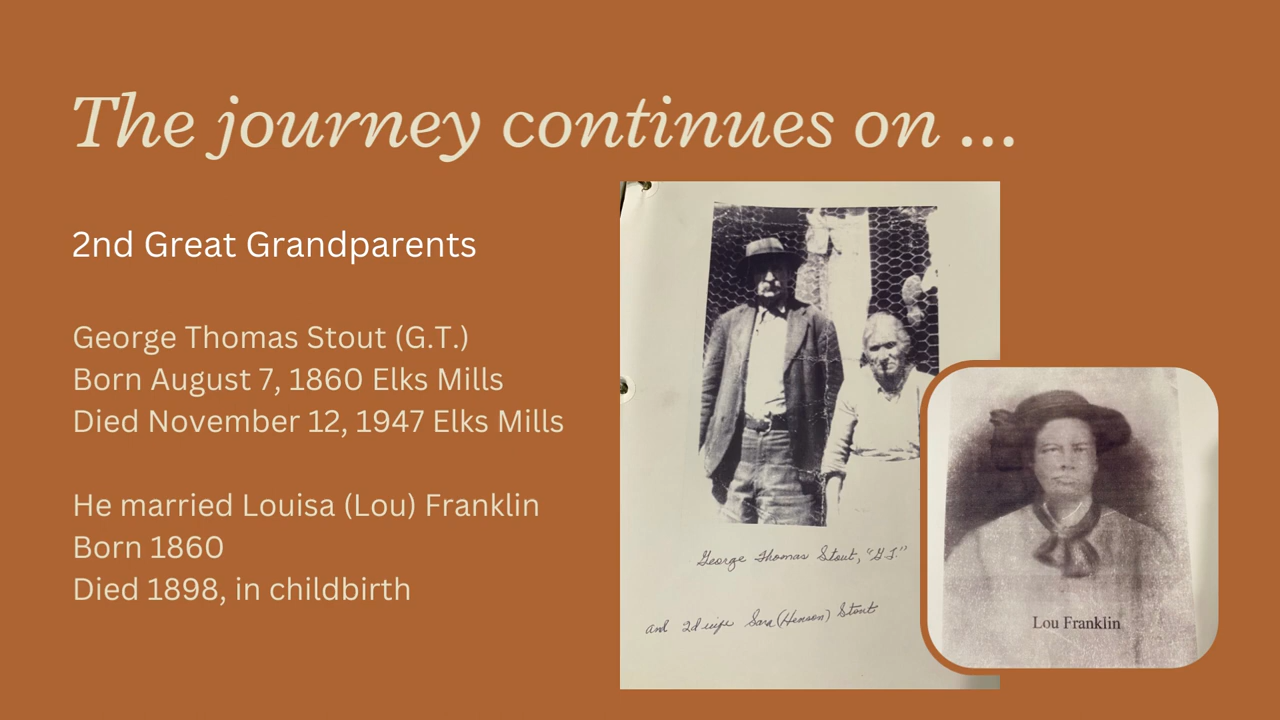 The journey continues on ...
2nd Great Grandparents
George Thomas Stout (G.T.)
Born August 7, 1860 Elks Mills
Died November 12, 1947 Elks Mills
He married Louisa (Lou) Franklin
Born 1860
Died 1898, in childbirth
George Thomas Stout, "G.T."
and 2d wife Sara (Henson) Stout
Lou Franklin